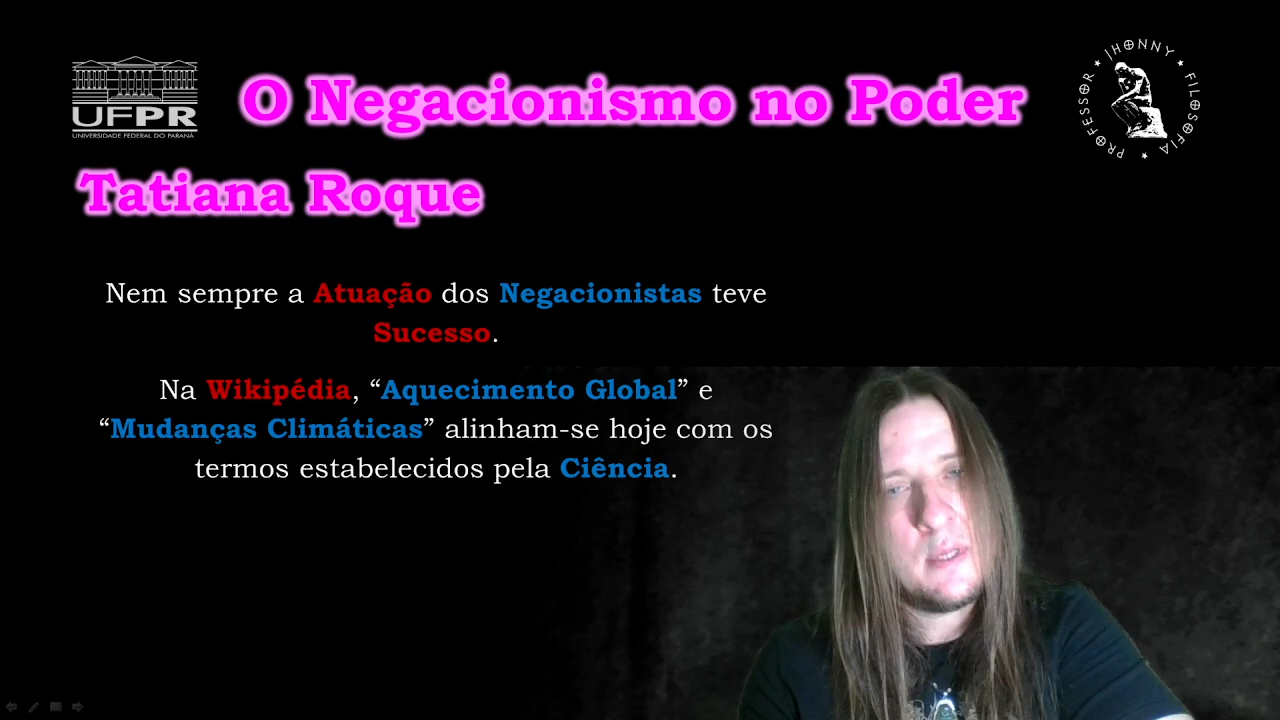 O Negacionismo no Poder
UFPR
UNIVERSIDADE FEDERAL DO PARANÁ
PROFESSOR ★ JHONNY ★ FILOSOFIA ★
Tatiana Roque
Nem sempre a Atuação dos Negacionistas teve
Sucesso.
Na Wikipédia, “Aquecimento Global” e
“Mudanças Climáticas” alinham-se hoje com os
termos estabelecidos pela Ciência.